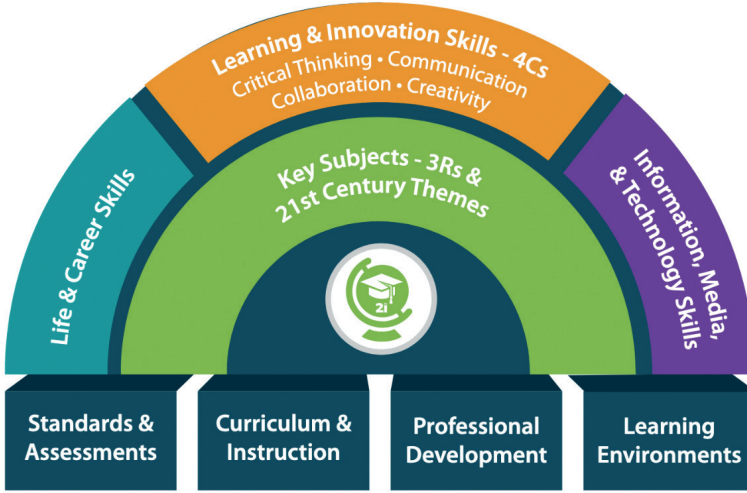 Learning & Innovation Skills - 4Cs
Critical Thinking • Communication
Collaboration • Creativity
Life & Career Skills
Key Subjects - 3Rs &
21st Century Themes
Information, Media,
& Technology Skills
2i
Standards &
Assessments
Curriculum &
Instruction
Professional
Development
Learning
Environments